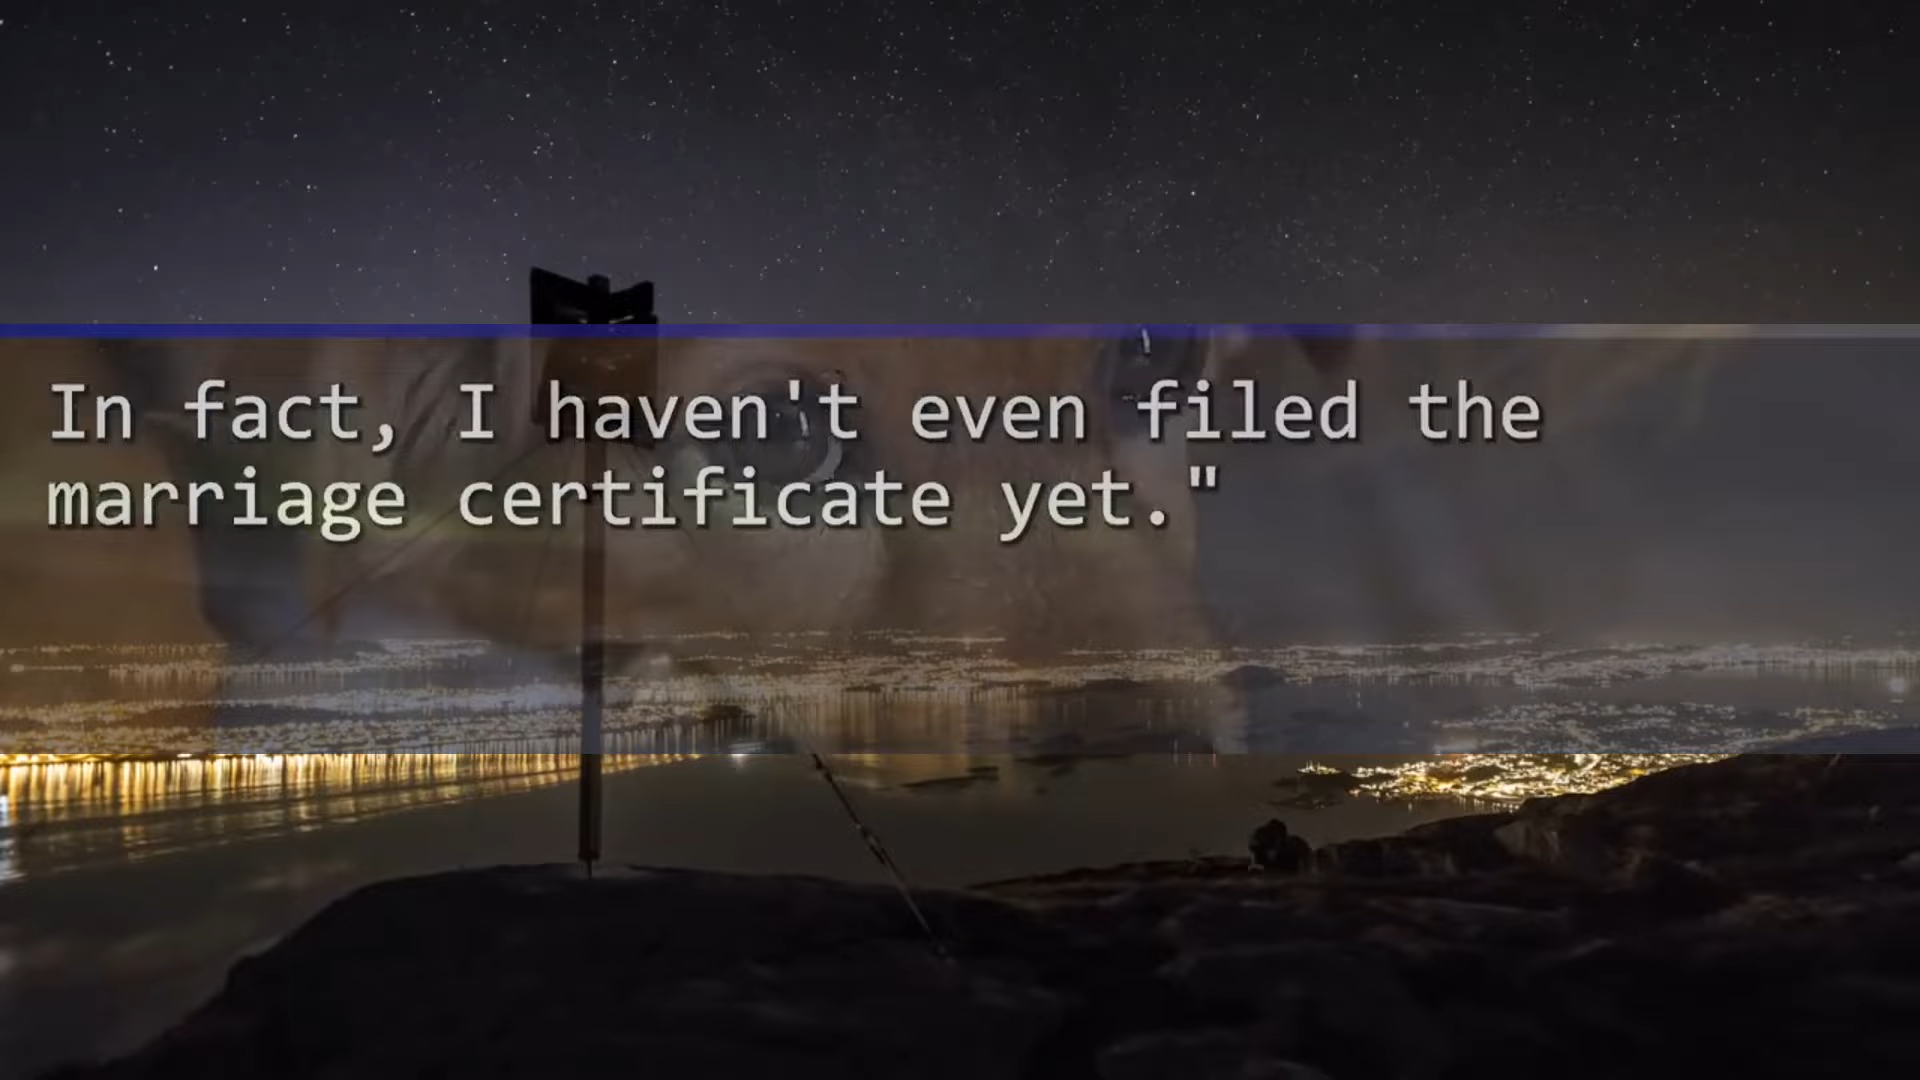 In fact, I haven't even filed the
marriage certificate yet."